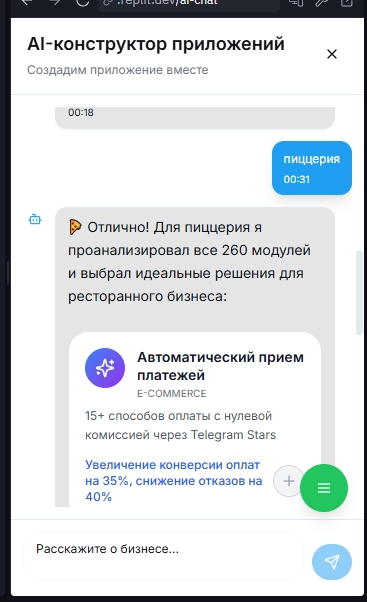 .replit.dev/ai-chat
AI-конструктор приложений
Создадим приложение вместе
00:18
пиццерия
00:31
🍕 Отлично! Для пиццерия я
проанализировал все 260 модулей
и выбрал идеальные решения для
ресторанного бизнеса:
Автоматический прием
платежей
E-COMMERCE
15+ способов оплаты с нулевой
комиссией через Telegram Stars
Увеличение конверсии оплат
на 35%, снижение отказов на
40%
Расскажите о бизнесе...